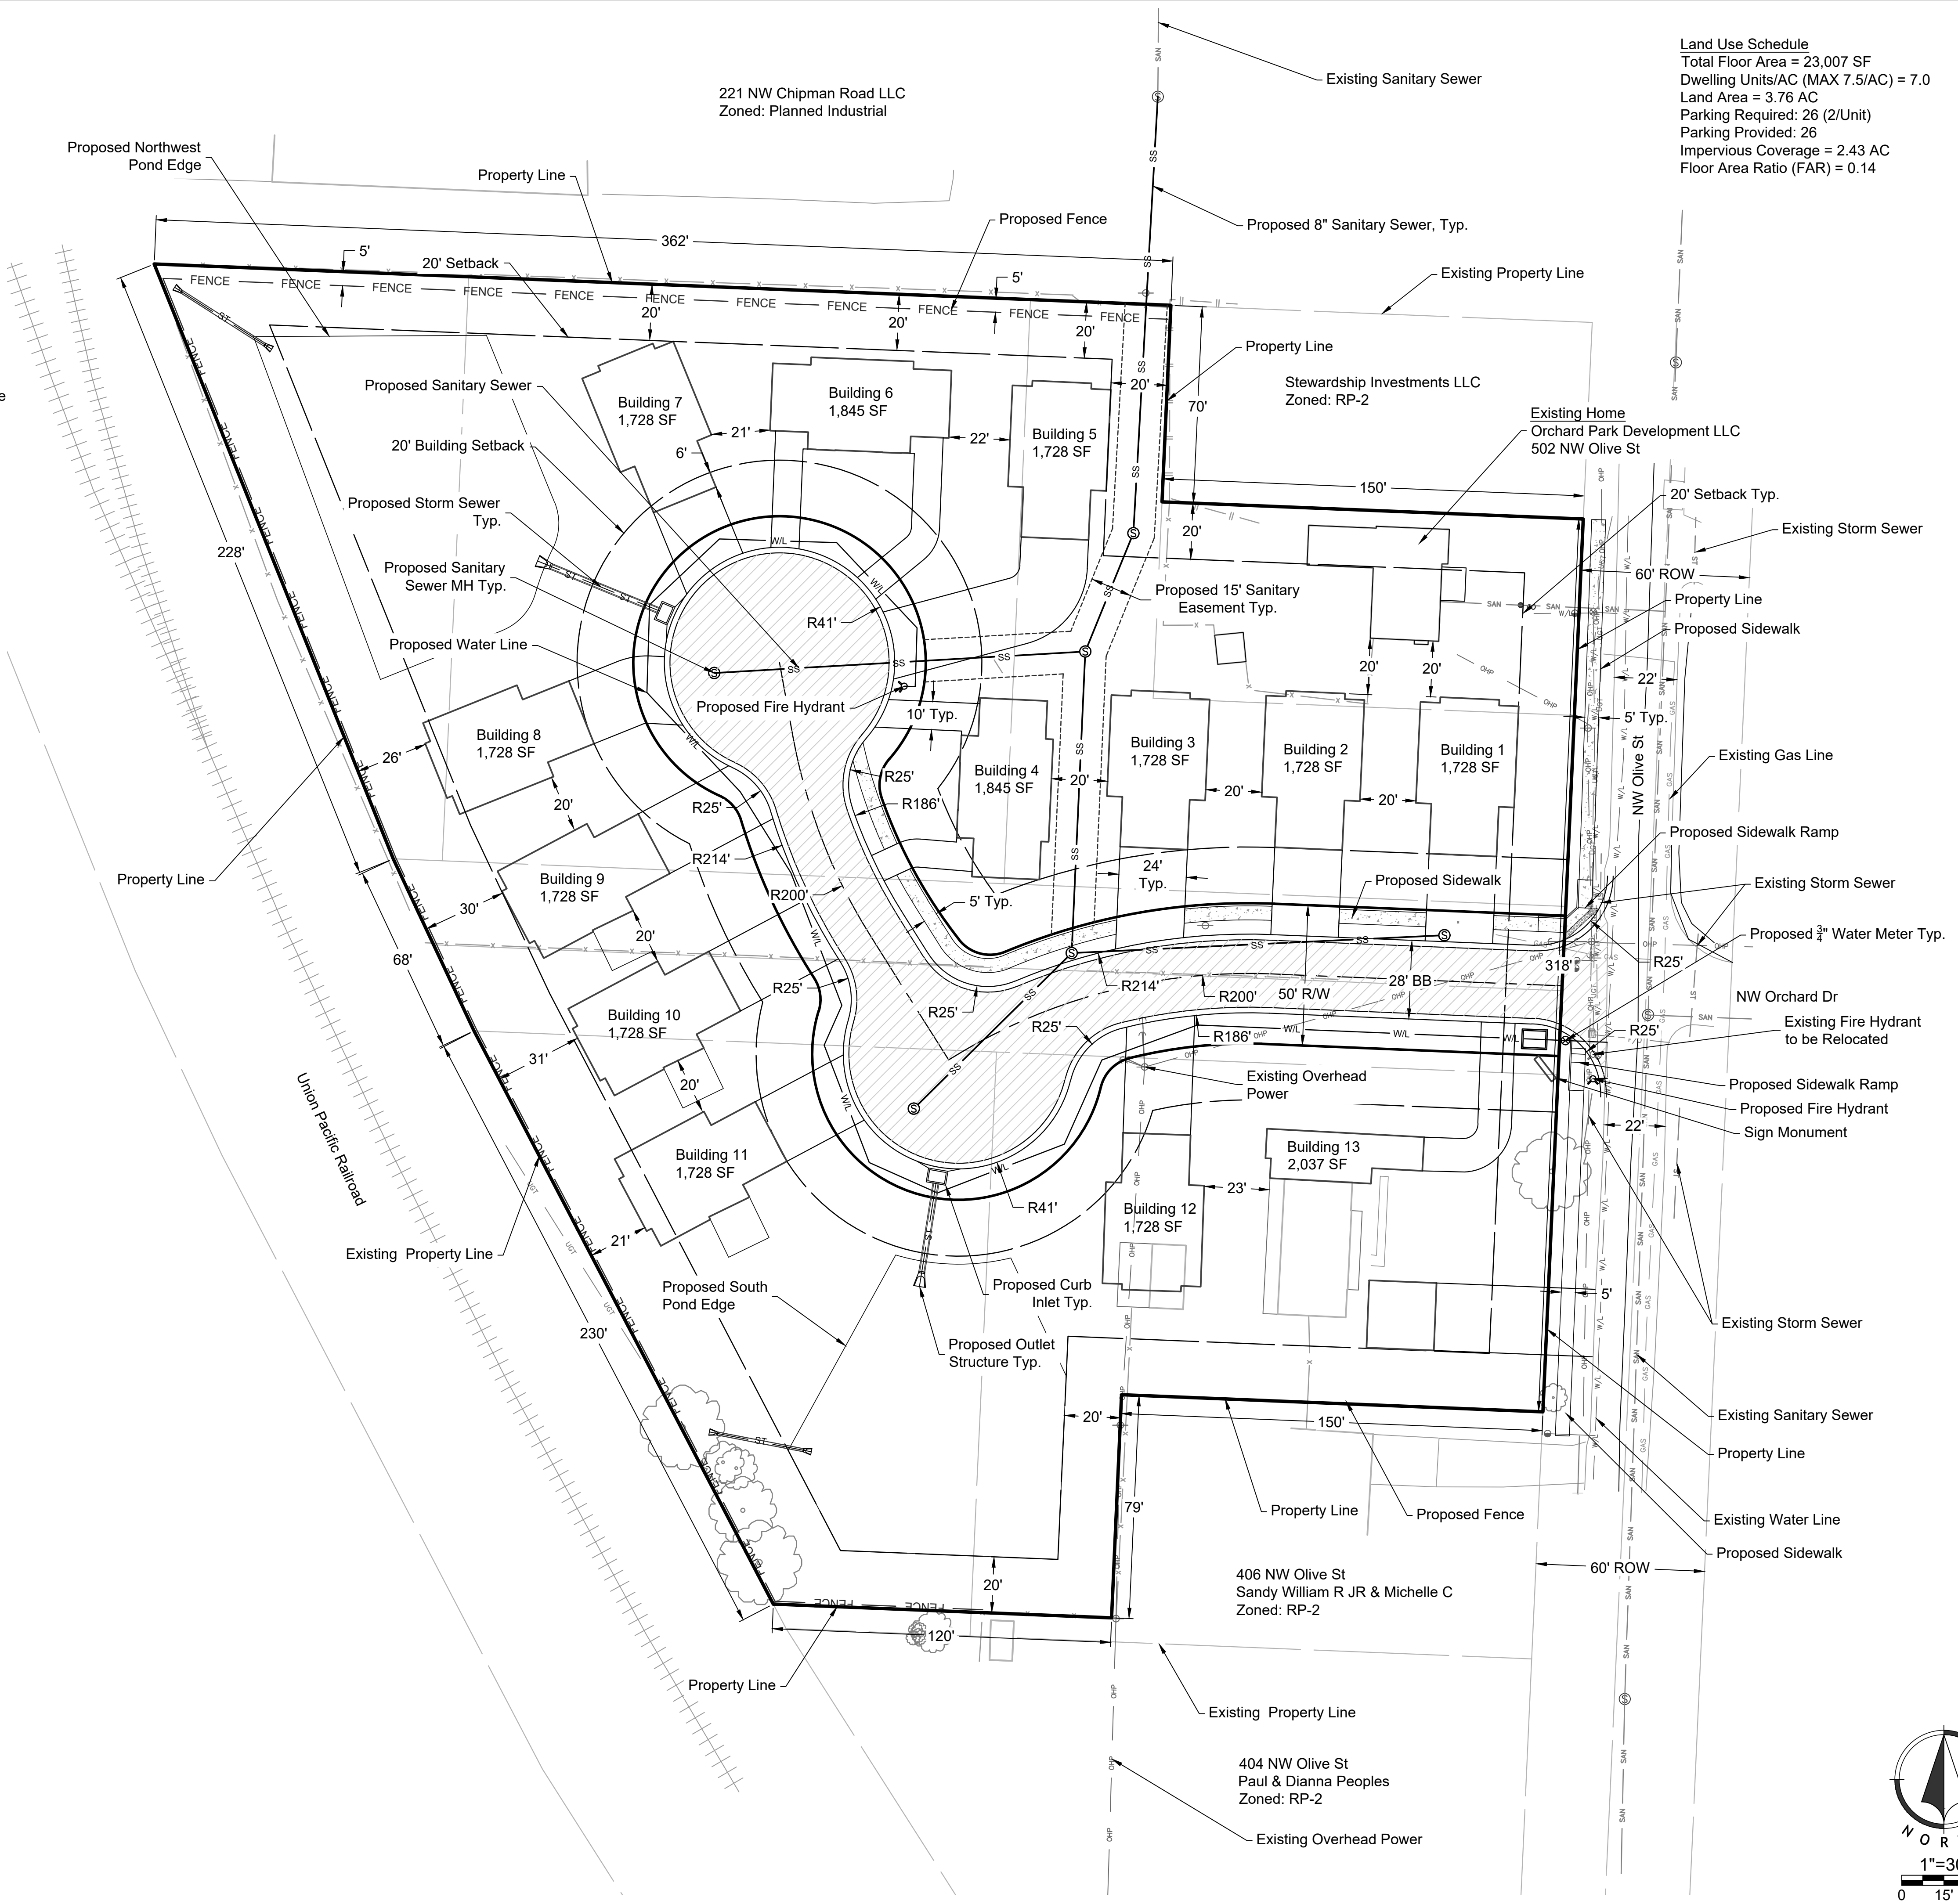 Land Use Schedule
Total Floor Area = 23,007 SF
Dwelling Units/AC (MAX 7.5/AC) = 7.0
Land Area = 3.76 AC
Parking Required: 26 (2/Unit)
Parking Provided: 26
Impervious Coverage = 2.43 AC
Floor Area Ratio (FAR) = 0.14
SAN
Existing Sanitary Sewer
221 NW Chipman Road LLC
Zoned: Planned Industrial
Proposed Northwest
Pond Edge
Property Line
Proposed Fence
Proposed 8" Sanitary Sewer, Typ.
SS
362'
5'
20' Setback
5'
Existing Property Line
FENCE FENCE FENCE FENCE FENCE FENCE FENCE FENCE FENCE FENCE FENCE
20'
20'
20'
ST
Property Line
Proposed Sanitary Sewer
Stewardship Investments LLC
Zoned: RP-2
20'
70'
Building 7
1,728 SF
Building 6
1,845 SF
Building 5
1,728 SF
21'
22'
6'
Existing Home
Orchard Park Development LLC
502 NW Olive St
20' Building Setback
150'
20' Setback Typ.
Proposed Storm Sewer
Typ.
Existing Storm Sewer
20'
228'
Proposed Sanitary
Sewer MH Typ.
60' ROW
Proposed 15' Sanitary
Easement Typ.
Property Line
R41'
Proposed Sidewalk
Proposed Water Line
20'
20'
22'
Proposed Fire Hydrant
10' Typ.
5' Typ.
Building 8
1,728 SF
26'
Building 3
1,728 SF
Building 2
1,728 SF
Building 1
1,728 SF
NW Olive St
Existing Gas Line
Building 4
1,845 SF
R25'
20'
20'
20'
20'
R25'
R186'
Proposed Sidewalk Ramp
R214'
24'
Typ.
Property Line
Building 9
1,728 SF
Proposed Sidewalk
Existing Storm Sewer
R200'
5' Typ.
30'
20'
Proposed 3/4" Water Meter Typ.
68'
318'
R25'
R25'
R214'
28' BB
R200'
50' R/W
NW Orchard Dr
R25'
Building 10
1,728 SF
R25'
R186'
R25'
Existing Fire Hydrant
to be Relocated
31'
20'
Existing Overhead
Power
Proposed Sidewalk Ramp
Proposed Fire Hydrant
Sign Monument
22'
Union Pacific Railroad
Building 11
1,728 SF
Building 13
2,037 SF
23'
Building 12
1,728 SF
R41'
21'
Existing  Property Line
Proposed South
Pond Edge
Proposed Curb
Inlet Typ.
5'
230'
Existing Storm Sewer
Proposed Outlet
Structure Typ.
20'
150'
Existing Sanitary Sewer
Property Line
79'
Property Line
Proposed Fence
Existing Water Line
Proposed Sidewalk
20'
60' ROW
406 NW Olive St
Sandy William R JR & Michelle C
Zoned: RP-2
FENCE FENCE
120'
Property Line
Existing  Property Line
404 NW Olive St
Paul & Dianna Peoples
Zoned: RP-2
Existing Overhead Power
0 15'